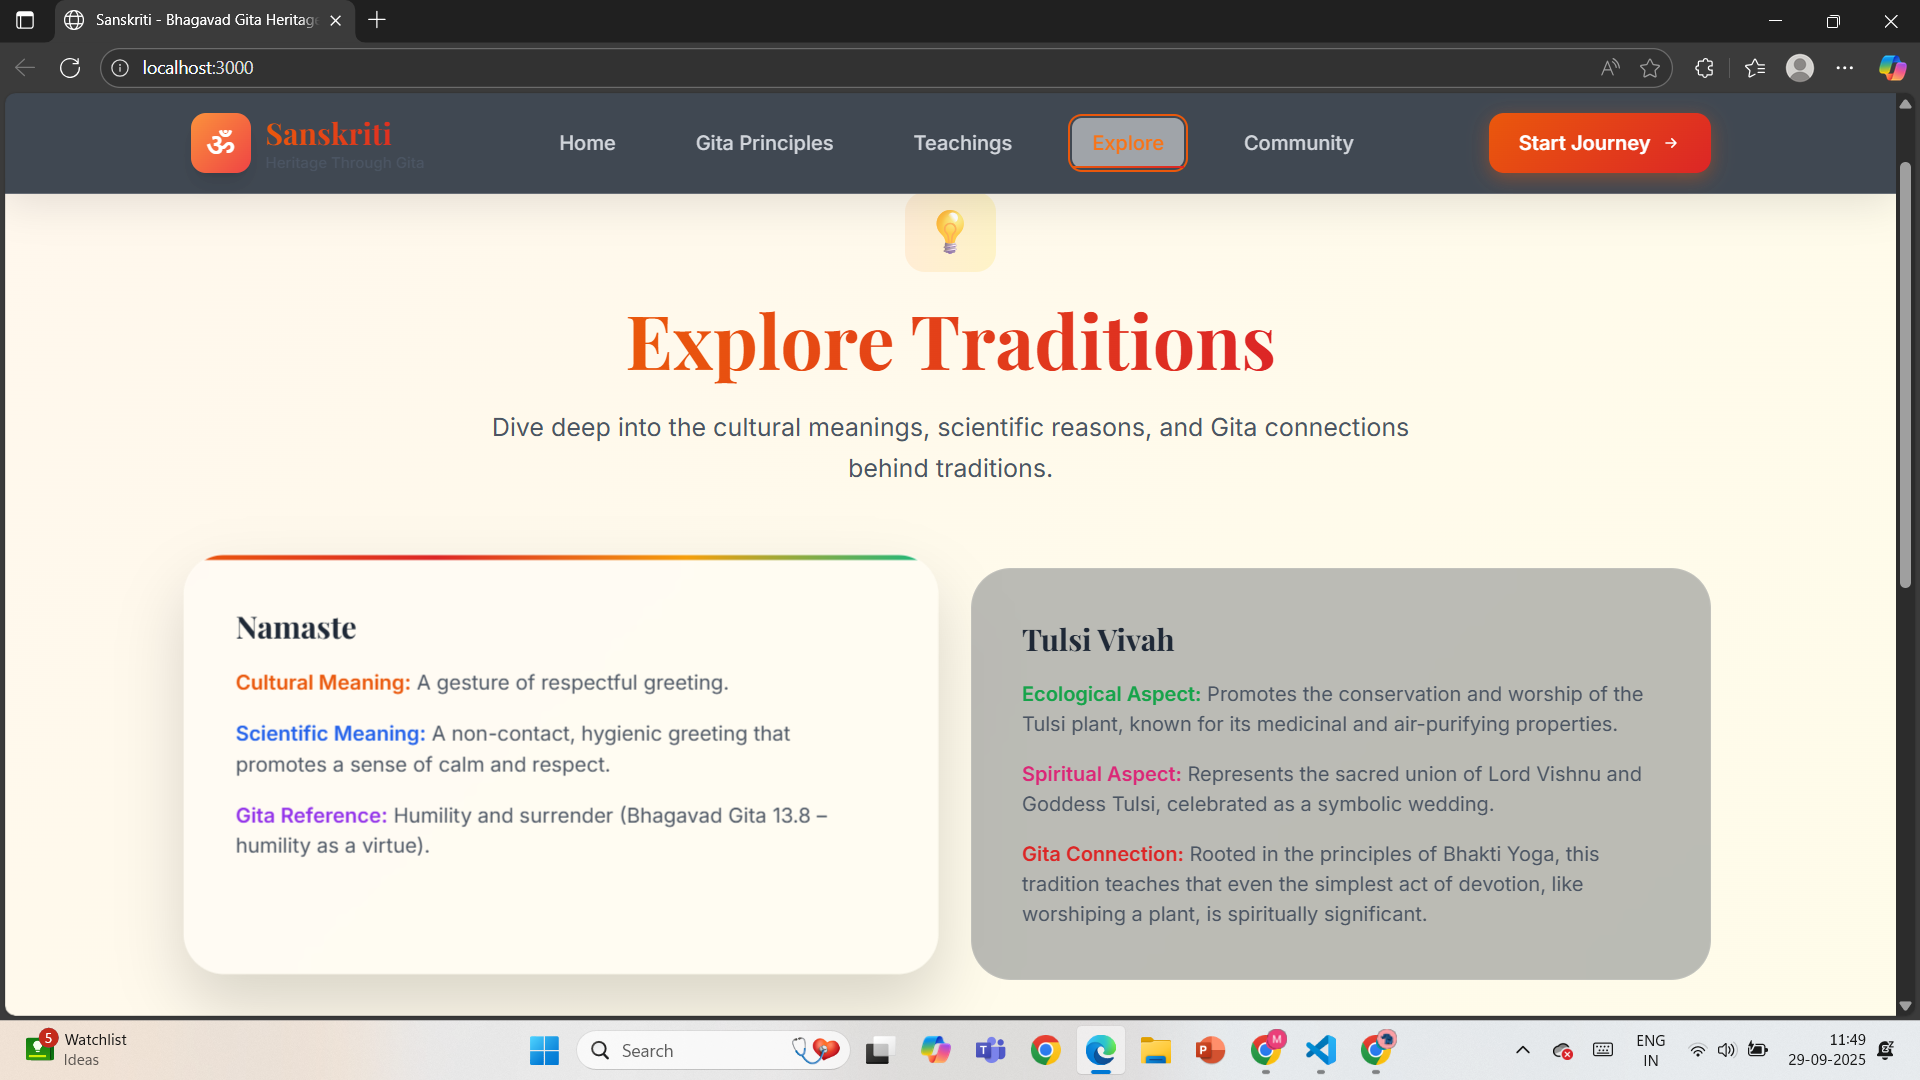 Sanskriti - Bhagavad Gita Heritag
localhost:3000
ॐ
Sanskriti
Heritage Through Gita
Home
Gita Principles
Teachings
Explore
Community
Start Journey →
Explore Traditions
Dive deep into the cultural meanings, scientific reasons, and Gita connections
behind traditions.
Namaste
Cultural Meaning: A gesture of respectful greeting.
Scientific Meaning: A non-contact, hygienic greeting that
promotes a sense of calm and respect.
Gita Reference: Humility and surrender (Bhagavad Gita 13.8 –
humility as a virtue).
Tulsi Vivah
Ecological Aspect: Promotes the conservation and worship of the
Tulsi plant, known for its medicinal and air-purifying properties.
Spiritual Aspect: Represents the sacred union of Lord Vishnu and
Goddess Tulsi, celebrated as a symbolic wedding.
Gita Connection: Rooted in the principles of Bhakti Yoga, this
tradition teaches that even the simplest act of devotion, like
worshiping a plant, is spiritually significant.
5
Watchlist
Ideas
Search
M
ENG
IN
11:49
29-09-2025